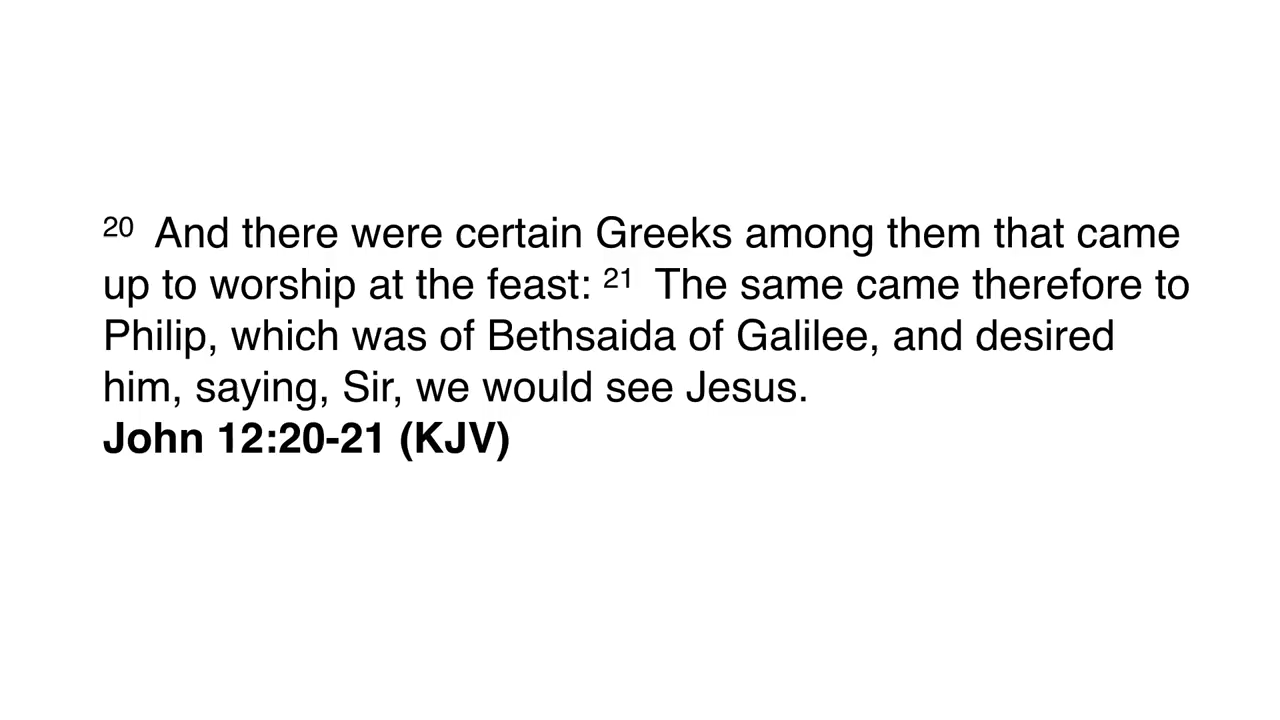 20 And there were certain Greeks among them that came
up to worship at the feast: 21 The same came therefore to
Philip, which was of Bethsaida of Galilee, and desired
him, saying, Sir, we would see Jesus.
John 12:20-21 (KJV)